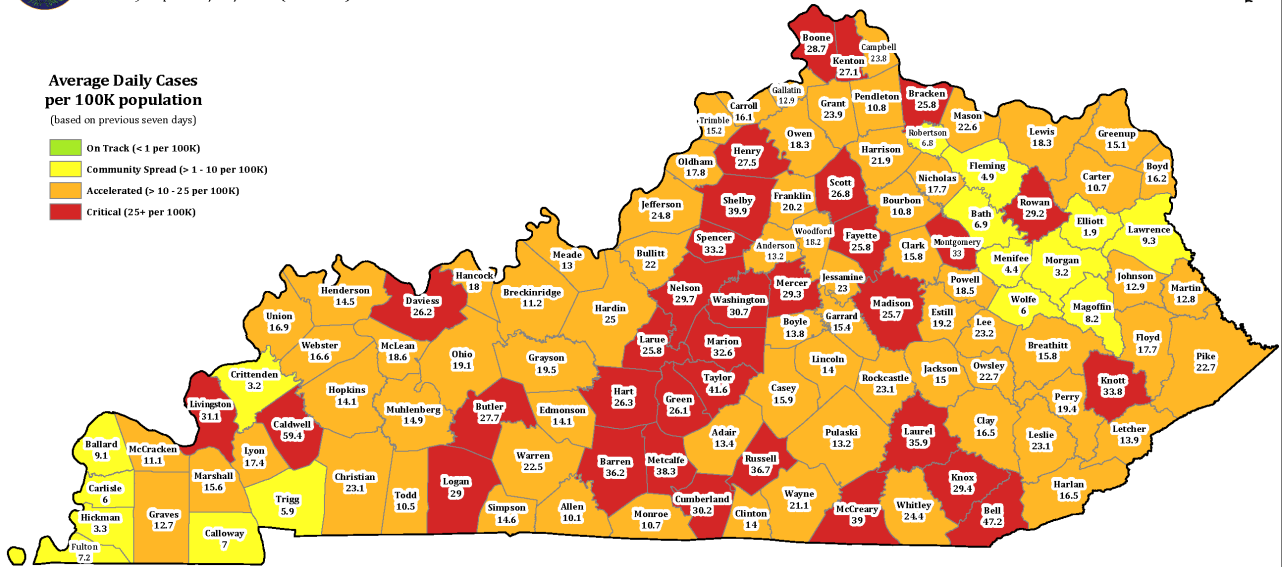 Average Daily Cases
per 100K population
(based on previous seven days)
On Track (< 1 per 100K)
Community Spread (> 1 - 10 per 100K)
Accelerated (> 10 - 25 per 100K)
Critical (25+ per 100K)
Boone
28.7
Kenton
27.1
Campbell
23.8
Gallatin
12.9
Carroll
16.1
Trimble
15.2
Grant
23.9
Pendleton
10.8
Bracken
25.8
Mason
22.6
Robertson
6.8
Lewis
18.3
Greenup
15.1
Boyd
16.2
Carter
10.7
Owen
18.3
Henry
27.5
Oldham
17.8
Harrison
21.9
Fleming
4.9
Nicholas
17.7
Scott
26.8
Bourbon
10.8
Rowan
29.2
Bath
6.9
Elliott
1.9
Lawrence
9.3
Jefferson
24.8
Shelby
39.9
Franklin
20.2
Woodford
18.2
Fayette
25.8
Clark
15.8
Montgomery
33
Menifee
4.4
Morgan
3.2
Johnson
12.9
Martin
12.8
Spencer
33.2
Anderson
13.2
Bullitt
22
Meade
13
Hancock
18
Breckinridge
11.2
Henderson
14.5
Daviess
26.2
Union
16.9
Hardin
25
Nelson
29.7
Washington
30.7
Mercer
29.3
Jessamine
23
Madison
25.7
Powell
18.5
Wolfe
6
Magoffin
8.2
Estill
19.2
Lee
23.2
Garrard
15.4
Boyle
13.8
Larue
25.8
Marion
32.6
Webster
16.6
McLean
18.6
Ohio
19.1
Grayson
19.5
Lincoln
14
Rockcastle
23.1
Jackson
15
Owsley
22.7
Breathitt
15.8
Floyd
17.7
Pike
22.7
Knott
33.8
Perry
19.4
Crittenden
3.2
Livingston
31.1
Hopkins
14.1
Muhlenberg
14.9
Butler
27.7
Edmonson
14.1
Hart
26.3
Green
26.1
Taylor
41.6
Casey
15.9
Caldwell
59.4
Lyon
17.4
Pulaski
13.2
Laurel
35.9
Clay
16.5
Leslie
23.1
Letcher
13.9
Adair
13.4
Ballard
9.1
McCracken
11.1
Marshall
15.6
Warren
22.5
Barren
36.2
Metcalfe
38.3
Russell
36.7
Carlisle
6
Trigg
5.9
Christian
23.1
Todd
10.5
Logan
29
Simpson
14.6
Allen
10.1
Monroe
10.7
Cumberland
30.2
Clinton
14
Wayne
21.1
McCreary
39
Whitley
24.4
Knox
29.4
Bell
47.2
Harlan
16.5
Hickman
3.3
Graves
12.7
Calloway
7
Fulton
7.2